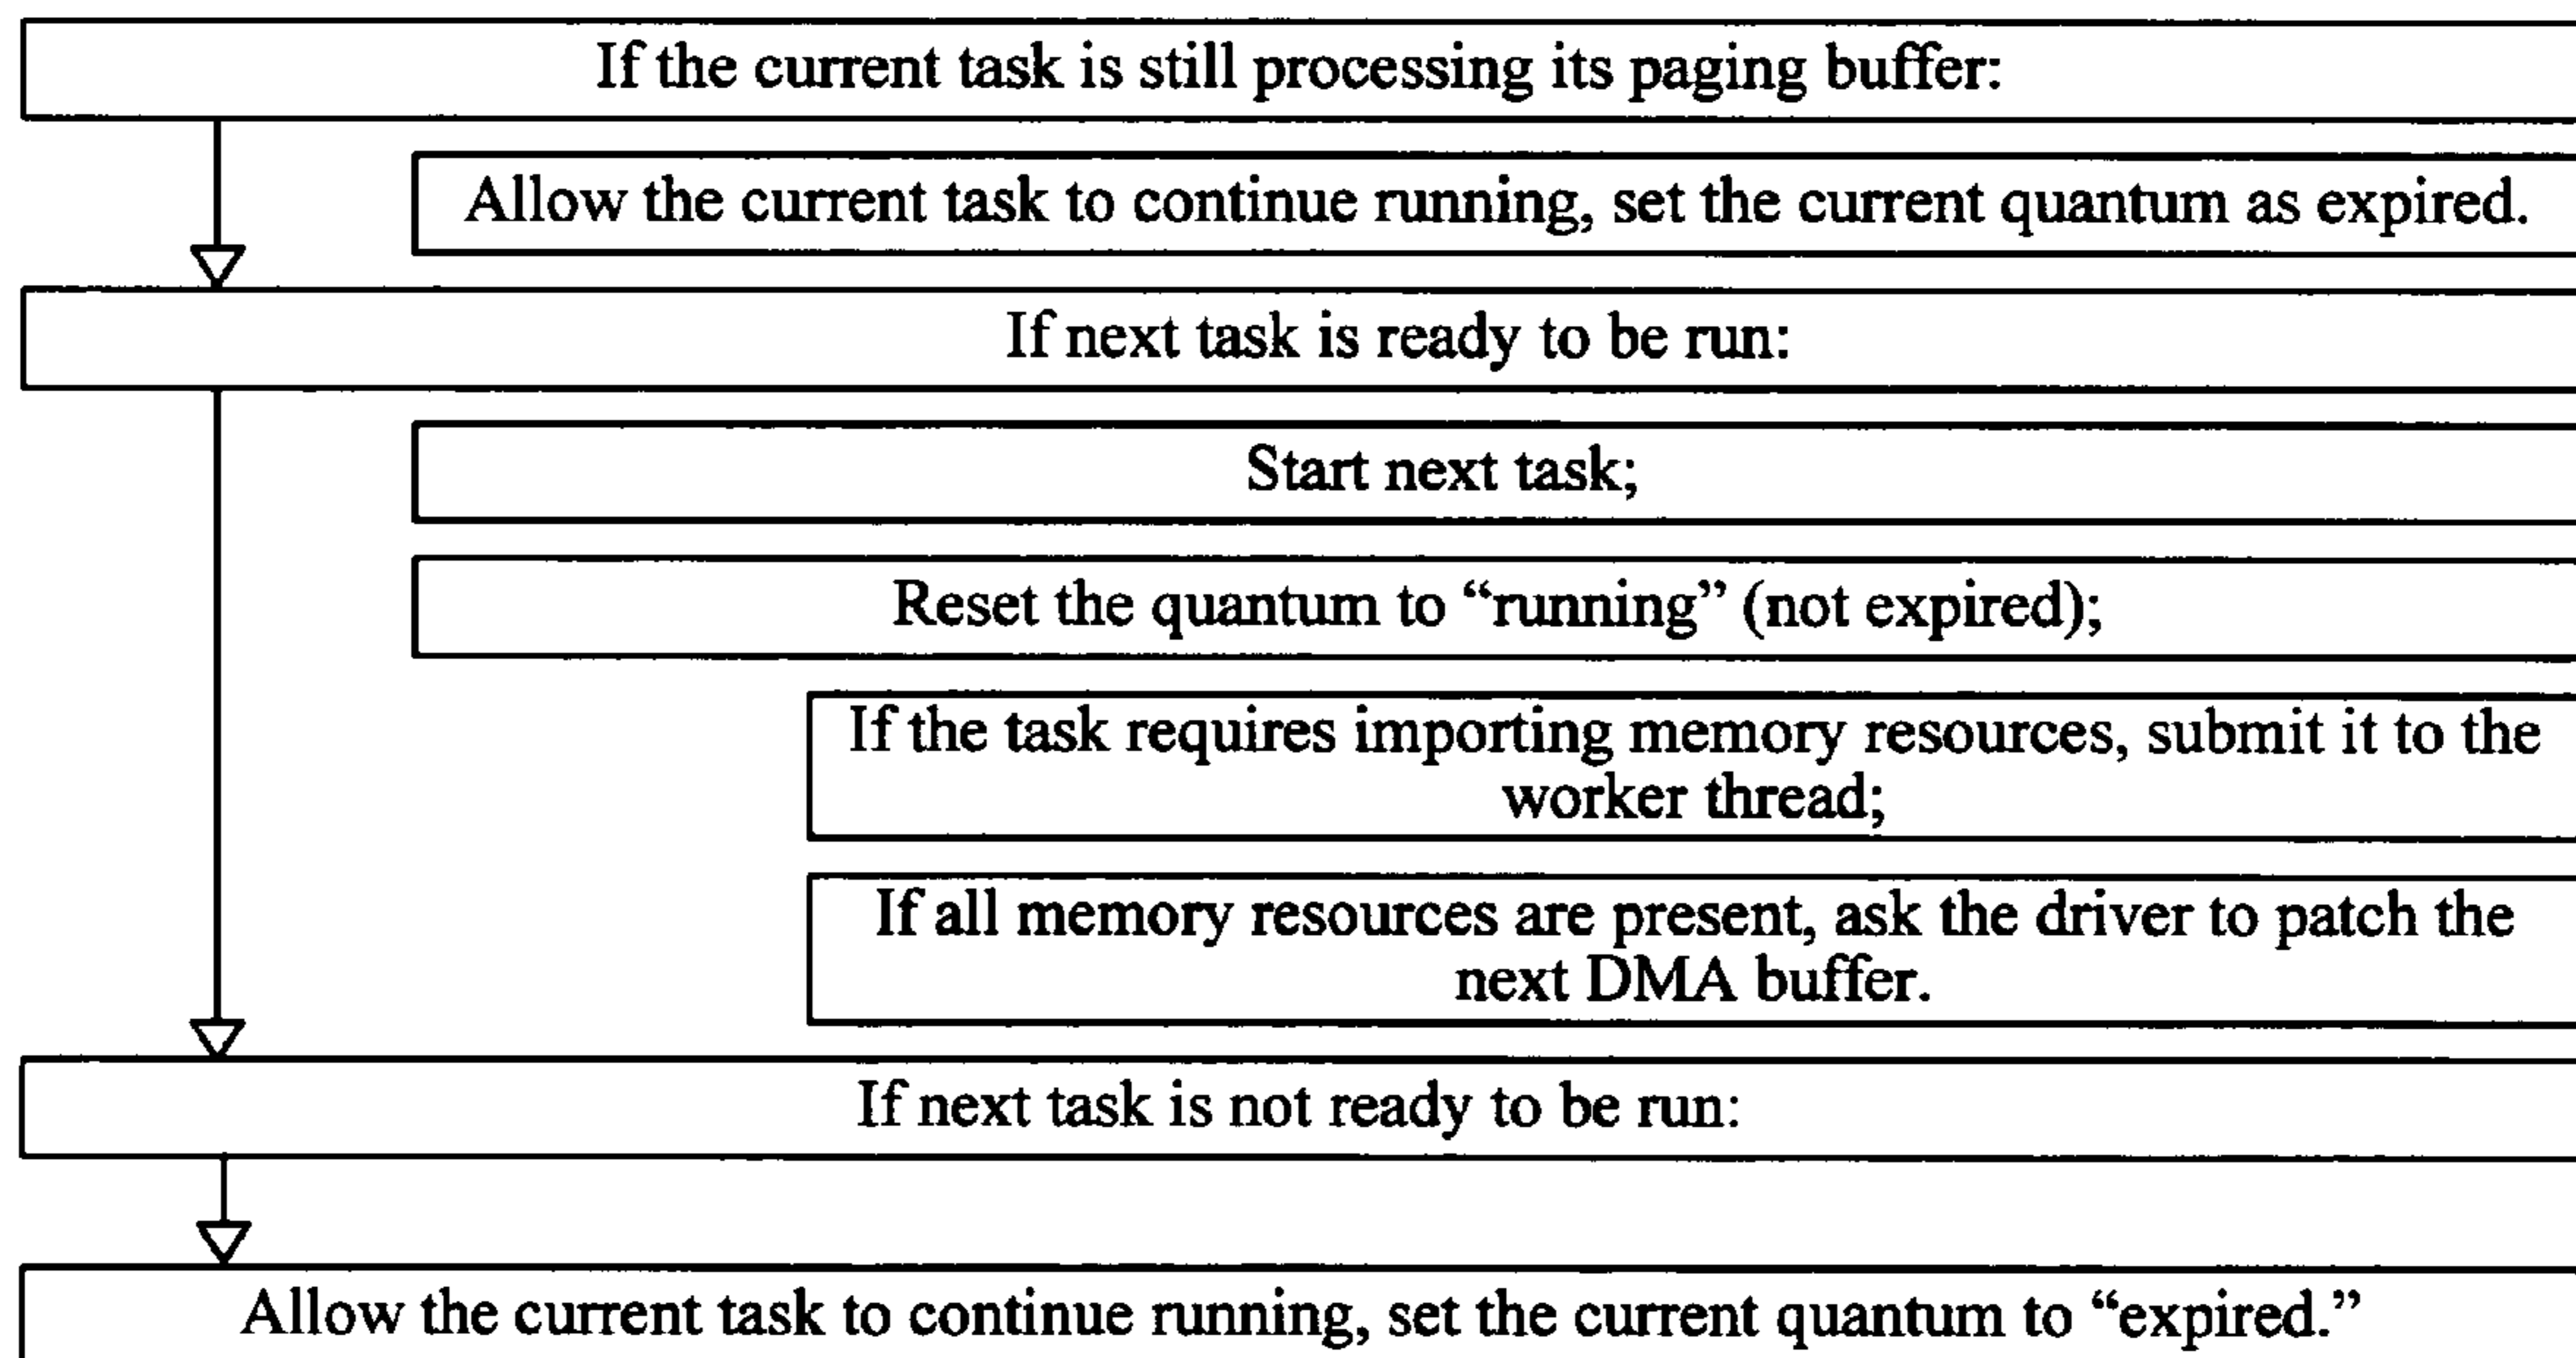 If the current task is still processing its paging buffer:
Allow the current task to continue running, set the current quantum as expired.
If next task is ready to be run:
Start next task;
Reset the quantum to “running” (not expired);
If the task requires importing memory resources, submit it to the
worker thread;
If all memory resources are present, ask the driver to patch the
next DMA buffer.
If next task is not ready to be run:
Allow the current task to continue running, set the current quantum to “expired.”